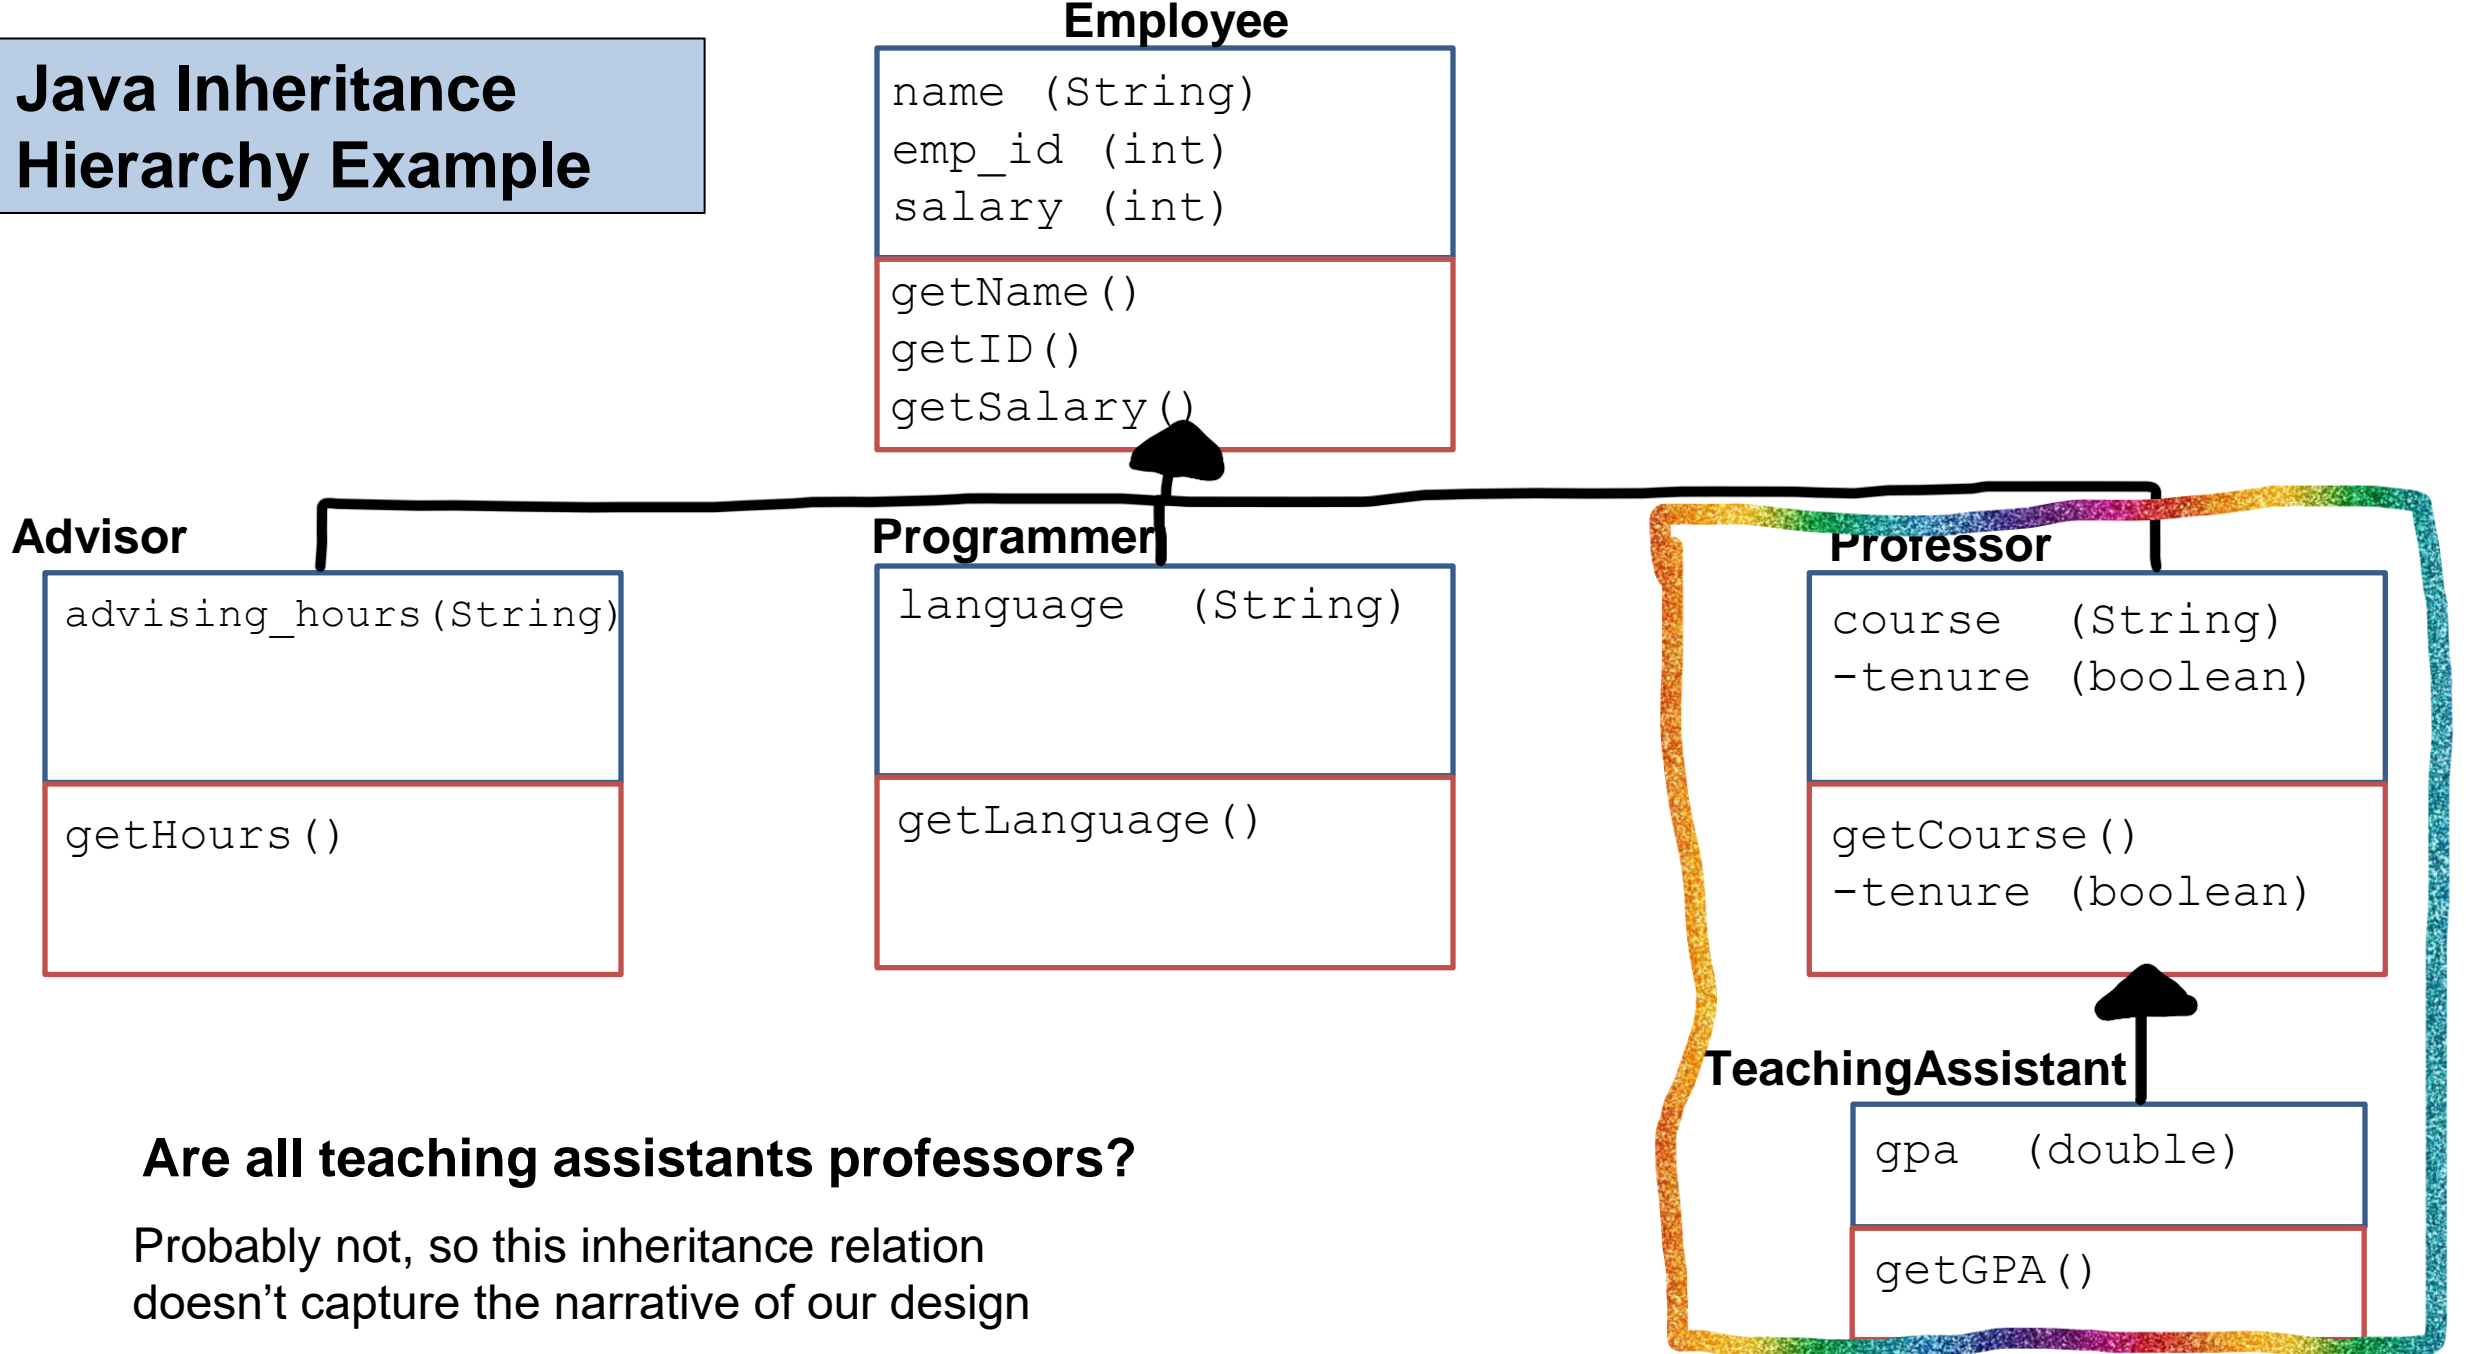 Java Inheritance
Hierarchy Example
Employee
name (String)
emp_id (int)
salary (int)
getName()
getID()
getSalary()
Advisor
advising_hours(String)
getHours()
Programmer
language (String)
getLanguage()
Professor
course (String)
-tenure (boolean)
getCourse()
-tenure (boolean)
TeachingAssistant
gpa (double)
getGPA()
Are all teaching assistants professors?
Probably not, so this inheritance relation
doesn’t capture the narrative of our design